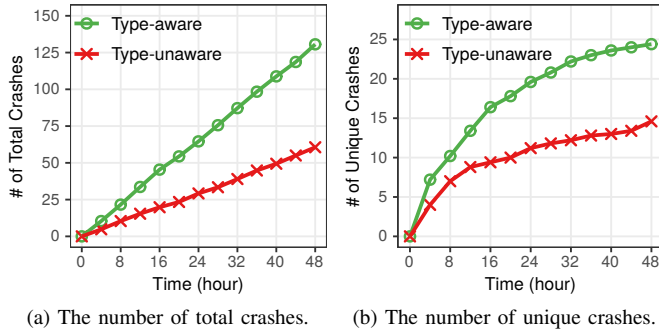 Type-aware
Type-unaware
# of Total Crashes
150
125
100
75
50
25
0
0 8 16 24 32 40 48
Time (hour)
(a) The number of total crashes.
Type-aware
Type-unaware
# of Unique Crashes
25
20
15
10
5
0
0 8 16 24 32 40 48
Time (hour)
(b) The number of unique crashes.